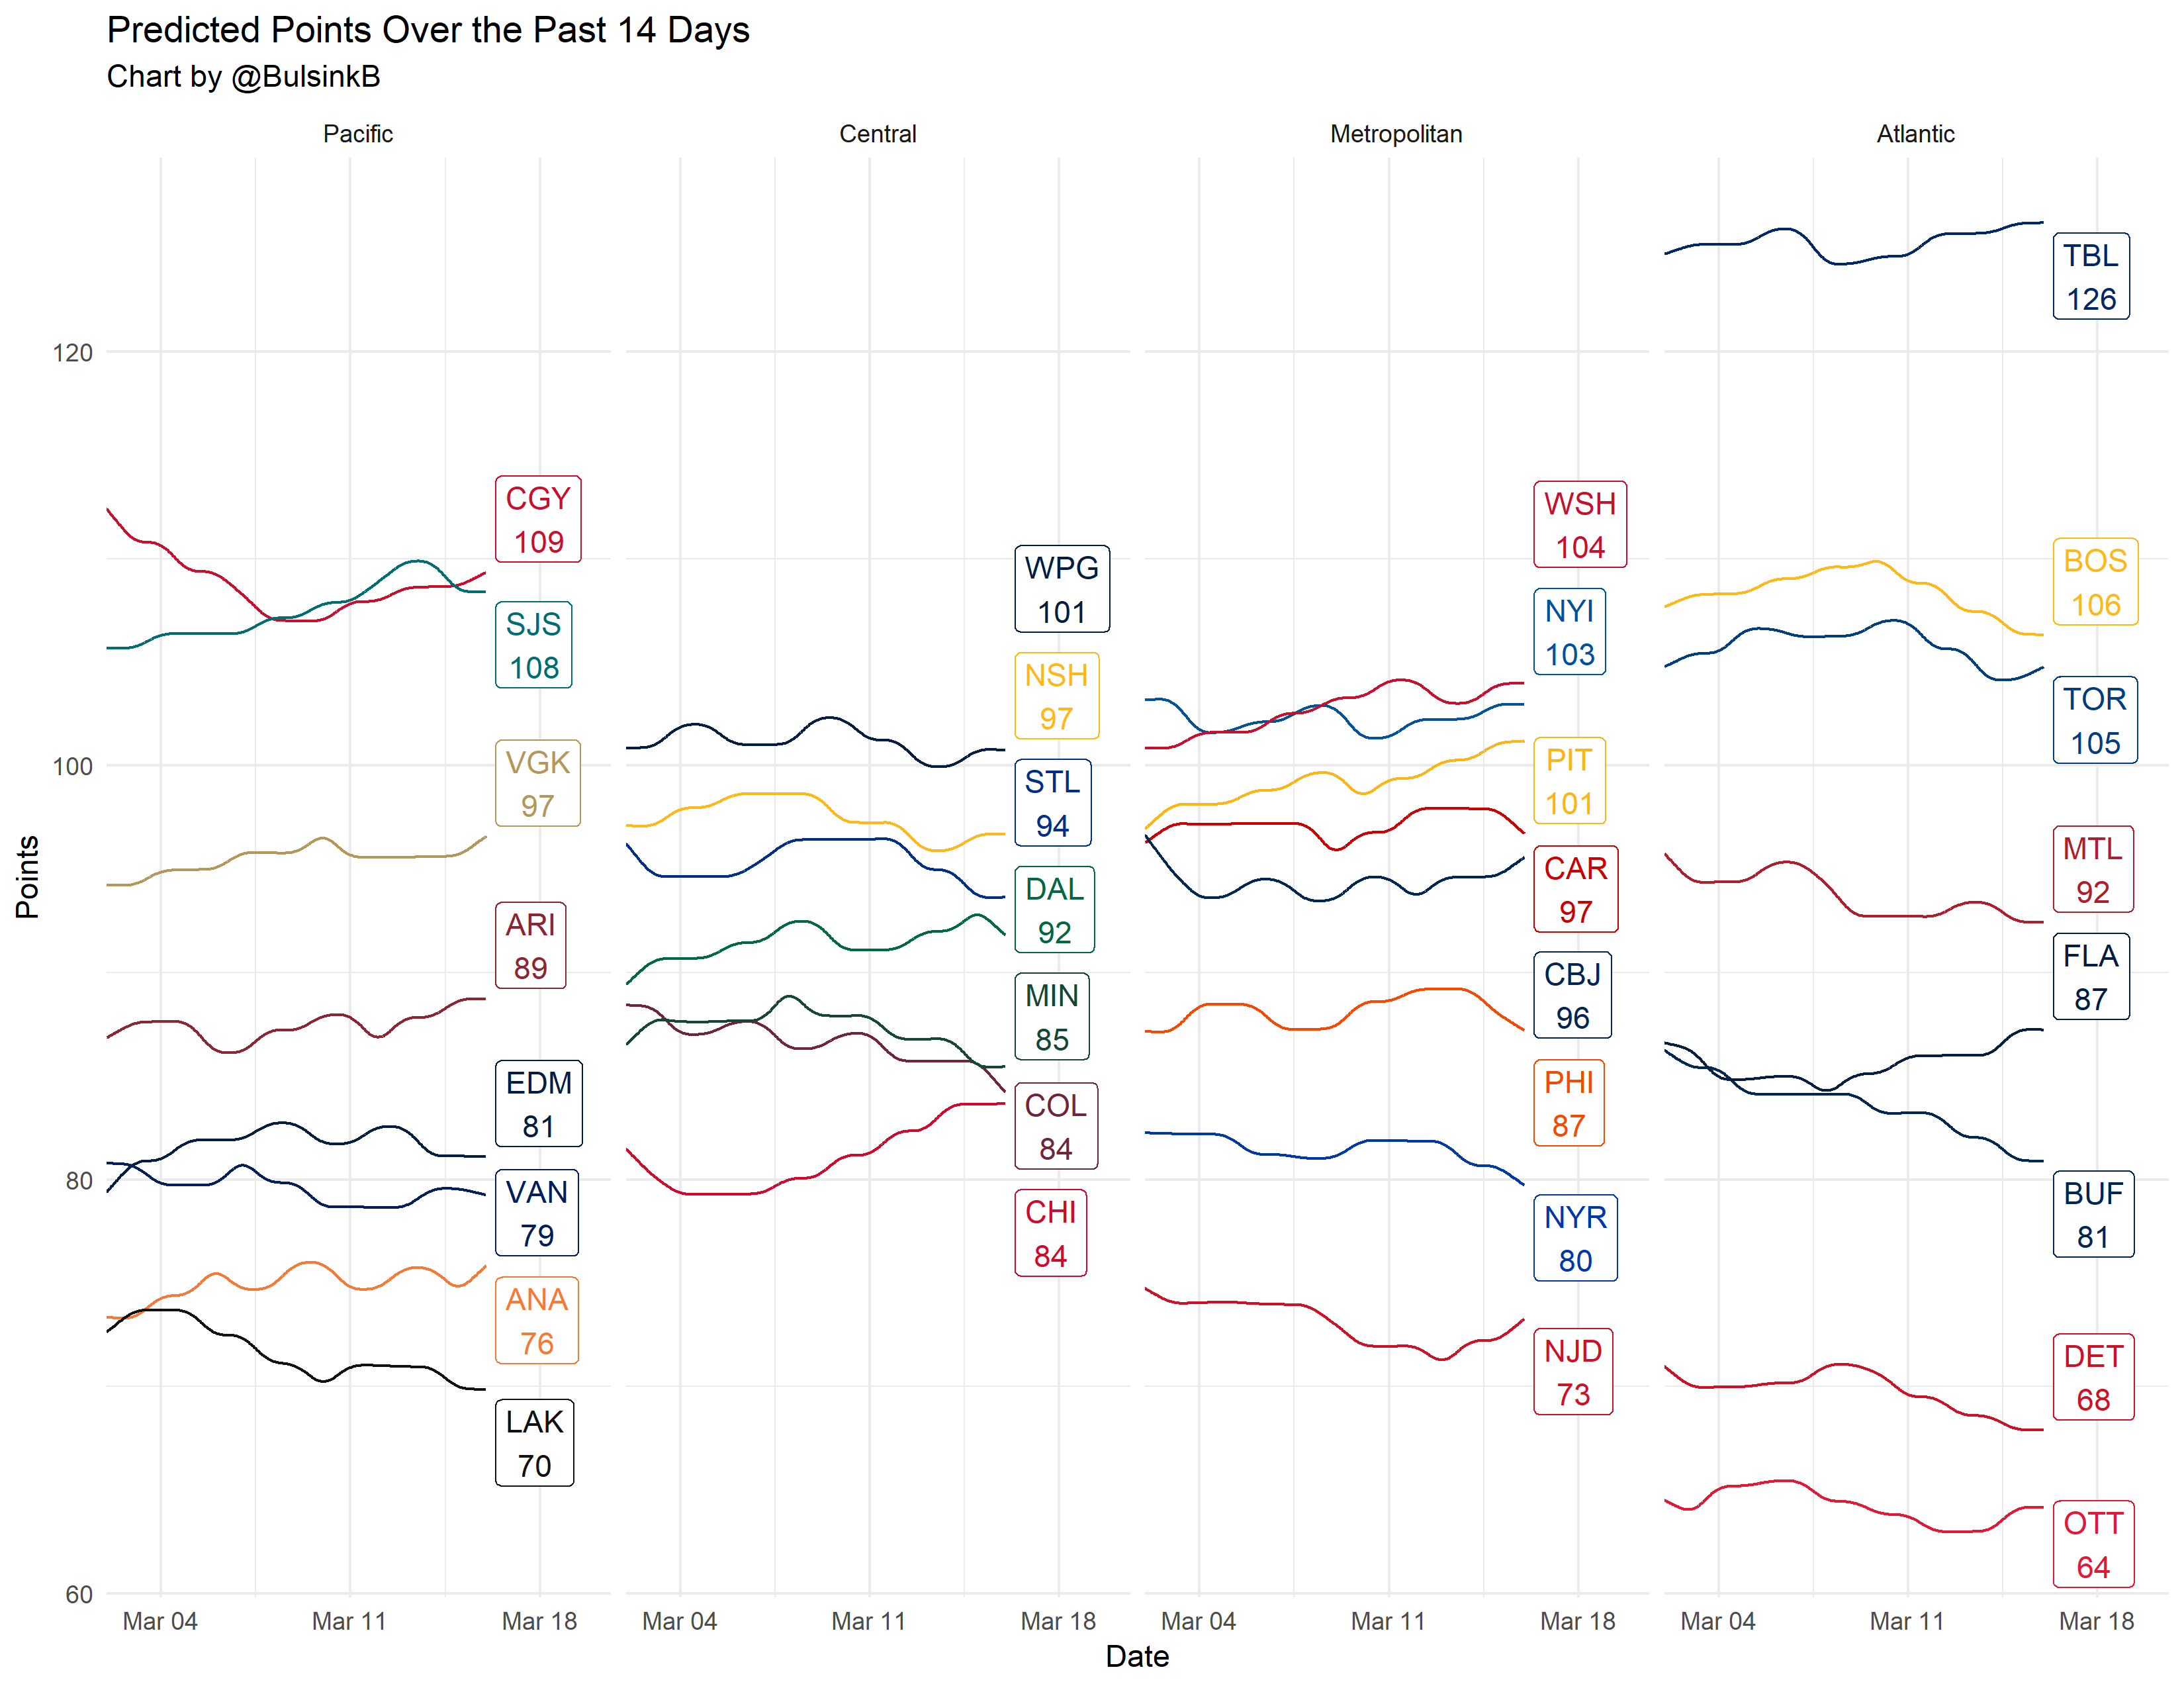 Predicted Points Over the Past 14 Days
Chart by @BulsinkB
Pacific
Central
Metropolitan
Atlantic
Points
120
100
80
60
CGY
109
SJS
108
VGK
97
ARI
89
EDM
81
VAN
79
ANA
76
LAK
70
WPG
101
NSH
97
STL
94
DAL
92
MIN
85
COL
84
CHI
84
WSH
104
NYI
103
PIT
101
CAR
97
CBJ
96
PHI
87
NYR
80
NJD
73
TBL
126
BOS
106
TOR
105
MTL
92
FLA
87
BUF
81
DET
68
OTT
64
Mar 04
Mar 11
Mar 18
Mar 04
Mar 11
Mar 18
Mar 04
Mar 11
Mar 18
Mar 04
Mar 11
Mar 18
Date